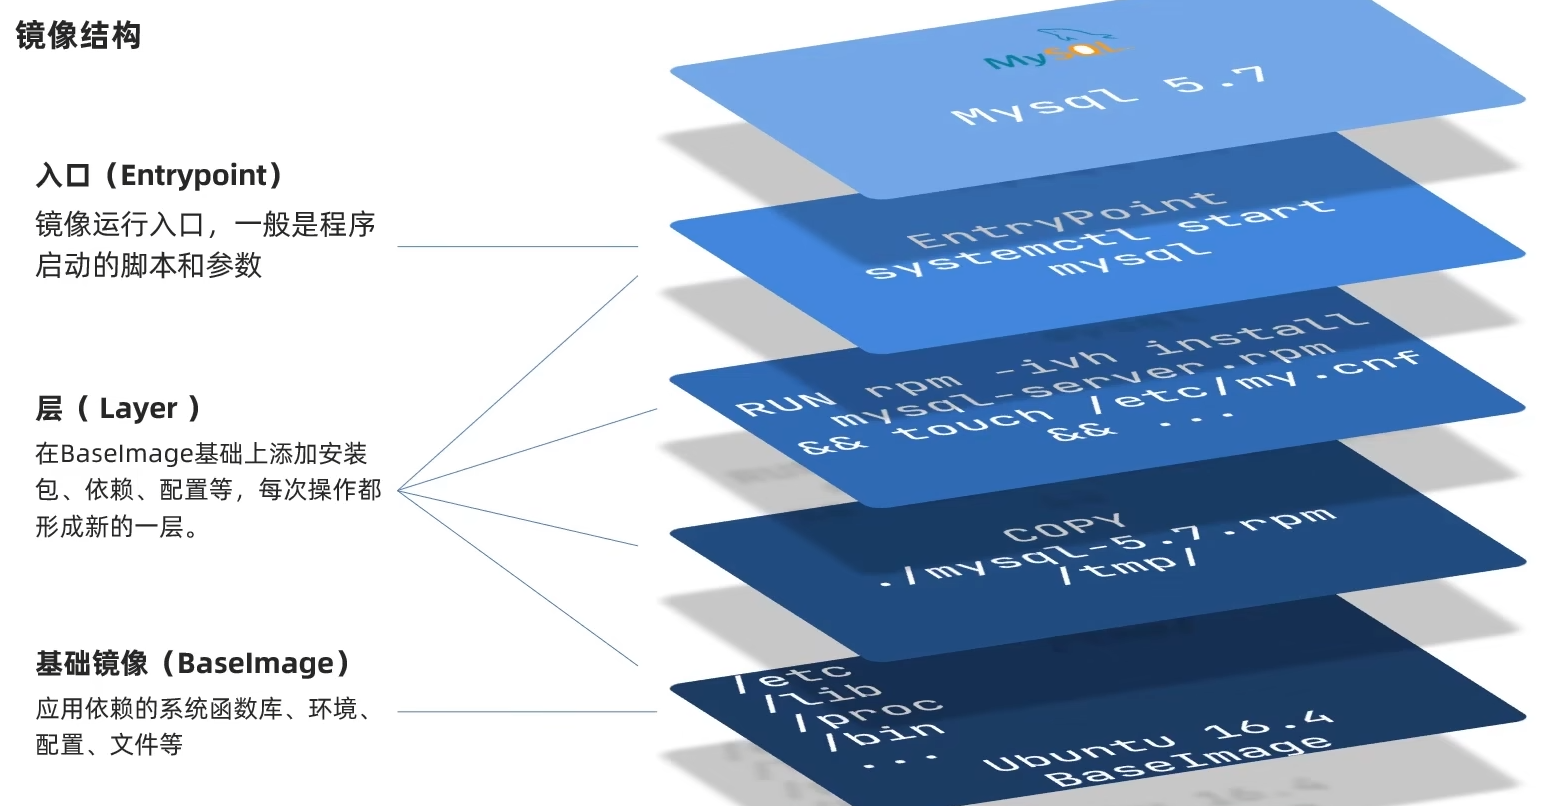 镜像结构
入口（Entrypoint）
镜像运行入口，一般是程序
启动的脚本和参数
层（ Layer ）
在BaseImage基础上添加安装
包、依赖、配置等，每次操作都
形成新的一层。
基础镜像（BaseImage）
应用依赖的系统函数库、环境、
配置、文件等
MySQL
Mysql 5.7
EntryPoint
systemctl start
mysql
RUN rpm -ivh install
mysql-server.rpm
&& touch /etc/my.cnf
&& ...
COPY
./mysql-5.7.rpm
/tmp/
/etc
/lib
/proc
/bin
...
Ubuntu 16.4
BaseImage